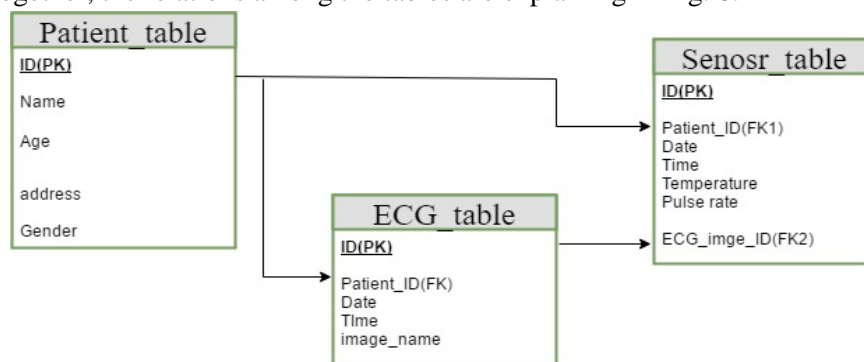 Patient_table
ID(PK)
Name
Age
address
Gender
ECG_table
ID(PK)
Patient_ID(FK)
Date
TIme
image_name
Senosr_table
ID(PK)
Patient_ID(FK1)
Date
Time
Temperature
Pulse rate
ECG_imge_ID(FK2)